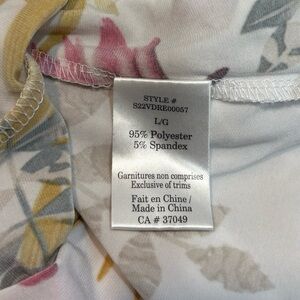 STYLE #
S22VDRE00057
L/G
95% Polyester
5% Spandex
Garnitures non comprises
Exclusive of trims
Fait en Chine /
Made in China
CA # 37049